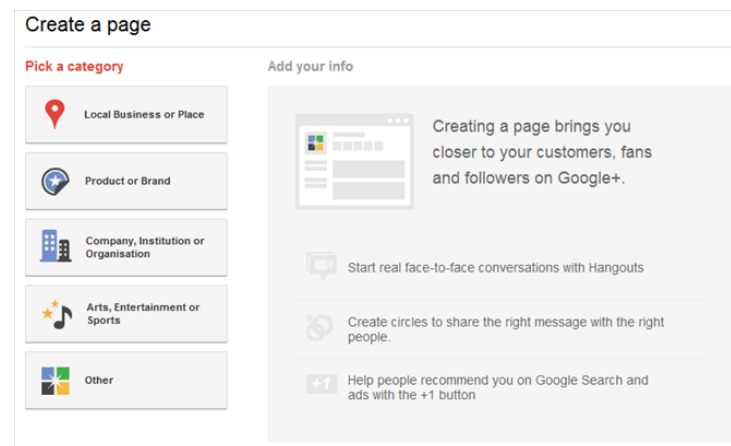 Create a page
Pick a category
Add your info
Local Business or Place
Product or Brand
Company, Institution or
Organisation
Arts, Entertainment or
Sports
Other
Creating a page brings you
closer to your customers, fans
and followers on Google+.
Start real face-to-face conversations with Hangouts
Create circles to share the right message with the right
people.
+1
Help people recommend you on Google Search and
ads with the +1 button